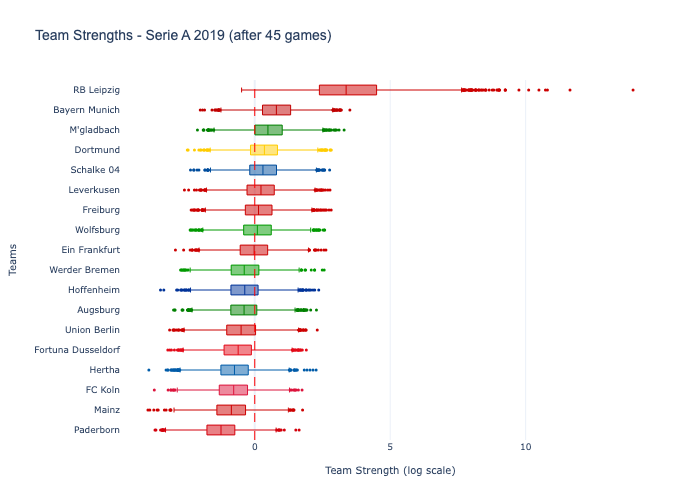 Team Strengths - Serie A 2019 (after 45 games)
RB Leipzig
Bayern Munich
M'gladbach
Dortmund
Schalke 04
Leverkusen
Freiburg
Wolfsburg
Ein Frankfurt
Werder Bremen
Hoffenheim
Augsburg
Union Berlin
Fortuna Dusseldorf
Hertha
FC Koln
Mainz
Paderborn
Teams
0 5 10
Team Strength (log scale)